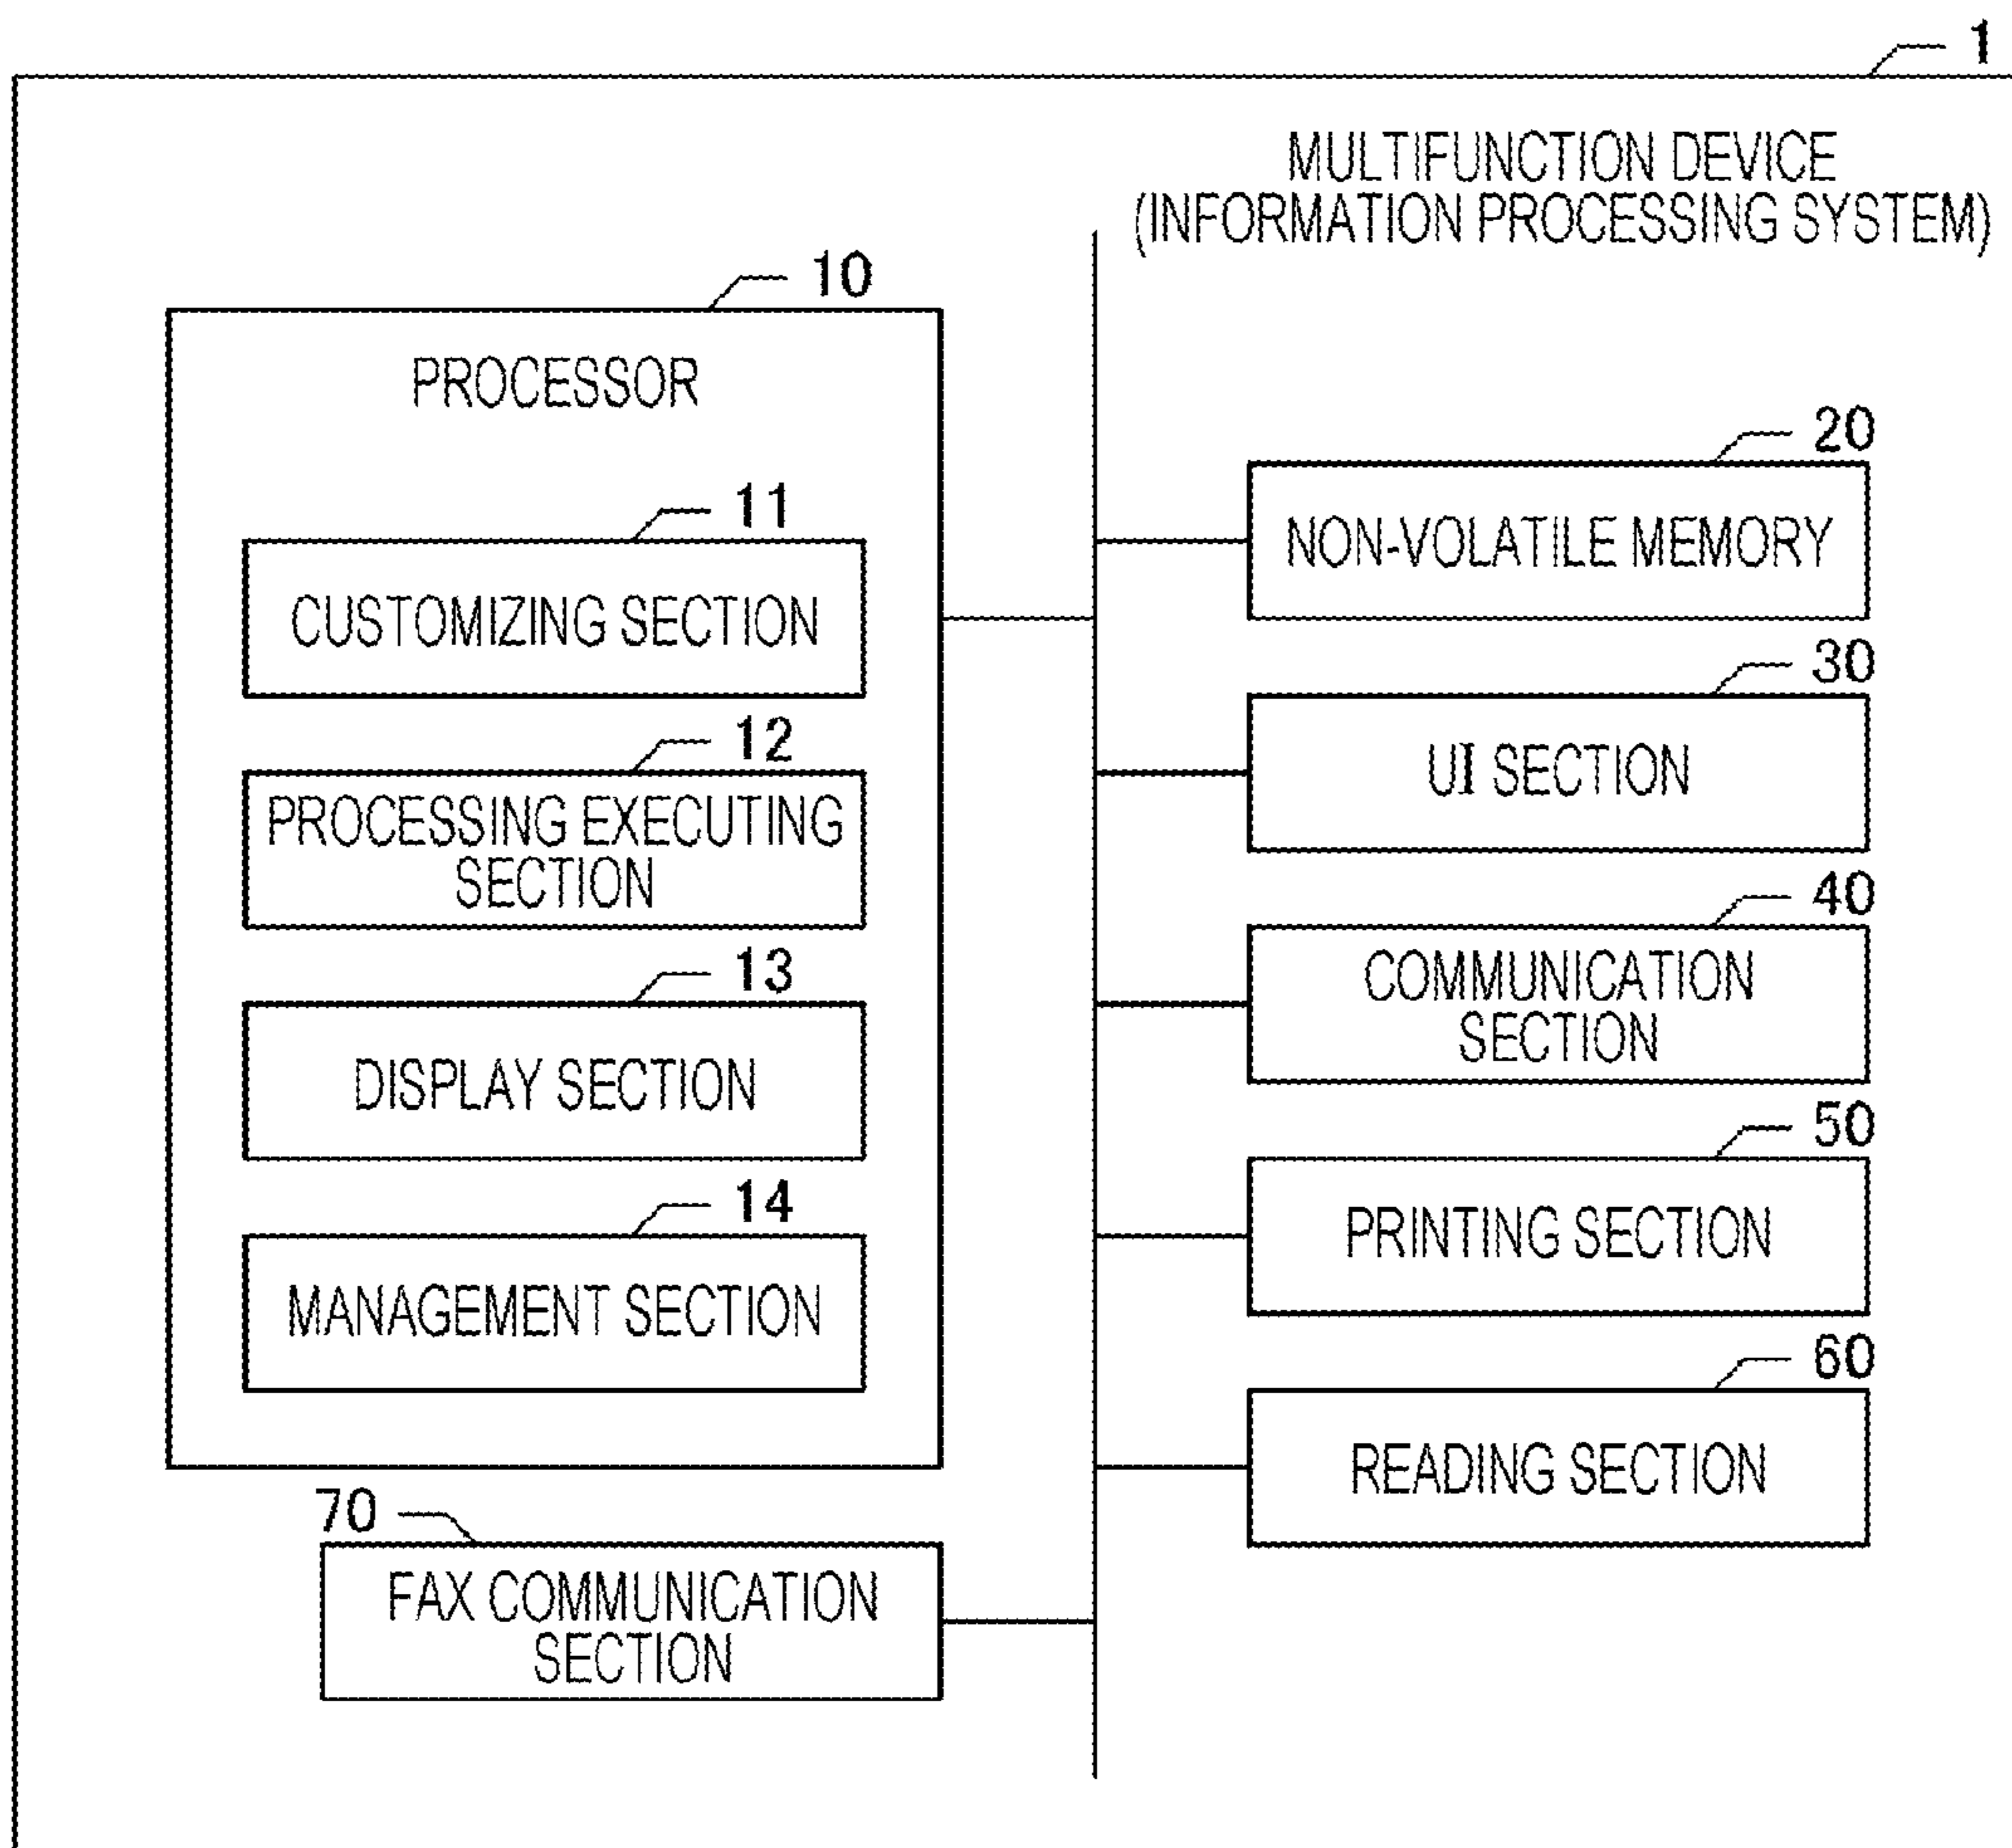 1
MULTIFUNCTION DEVICE
(INFORMATION PROCESSING SYSTEM)
10
PROCESSOR
11
CUSTOMIZING SECTION
12
PROCESSING EXECUTING
SECTION
13
DISPLAY SECTION
14
MANAGEMENT SECTION
70
FAX COMMUNICATION
SECTION
20
NON-VOLATILE MEMORY
30
UI SECTION
40
COMMUNICATION
SECTION
50
PRINTING SECTION
60
READING SECTION